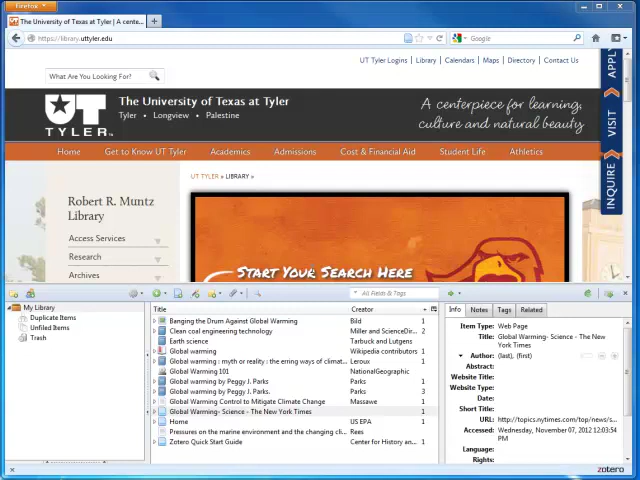 Firefox
The University of Texas at Tyler | A cente...
https://library.uttyler.edu
Google
UT Tyler Logins | Library | Calendars | Maps | Directory | Contact Us
What Are You Looking For?
APPLY
VISIT
INQUIRE
UT
TYLER
The University of Texas at Tyler
Tyler • Longview • Palestine
A centerpiece for learning,
culture and natural beauty
Home Get to Know UT Tyler Academics Admissions Cost & Financial Aid Student Life Athletics
UT TYLER » LIBRARY »
Robert R. Muntz
Library
Access Services
Research
Archives
START YOUR SEARCH HERE
All Fields & Tags
My Library
Duplicate Items
Unfiled Items
Trash
Title Creator
Banging the Drum Against Global Warming Bild 1
Clean coal engineering technology Miller and ScienceDir... 2
Earth science Tarbuck and Lutgens
Global warming Wikipedia contributors 1
Global warming : myth or reality : the erring ways of climat... Leroux 1
Global Warming 101 NationalGeographic
Global warming by Peggy J. Parks Parks 1
Global warming by Peggy J. Parks. Parks 3
Global Warming Control to Mitigate Climate Change Massawe 1
Global Warming- Science - The New York Times 1
Home US EPA 1
Pressures on the marine environment and the changing cli... Rees
Zotero Quick Start Guide Center for History an... 1
Info Notes Tags Related
Item Type: Web Page
Title: Global Warming- Science - The New York Times
Author: (last), (first)
Abstract:
Website Title:
Website Type:
Date:
Short Title:
URL: http://topics.nytimes.com/top/news/s...
Accessed: Wednesday, November 07, 2012 12:03:54 PM
Language:
Rights:
zotero